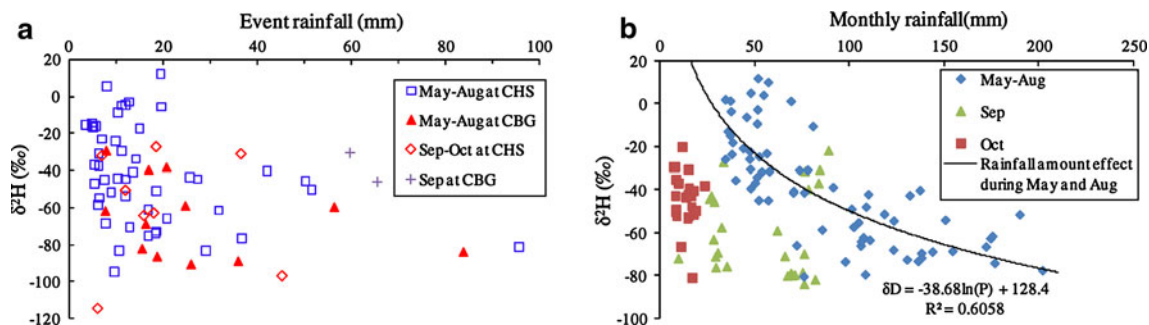 a
Event rainfall (mm)
0 20 40 60 80 100
20
0
-20
-40
-60
-80
-100
-120
δ²H (‰)
May-Aug at CHS
May-Aug at CBG
Sep-Oct at CHS
Sep at CBG
b
Monthly rainfall(mm)
0 50 100 150 200 250
20
0
-20
-40
-60
-80
-100
δ²H (‰)
May-Aug
Sep
Oct
Rainfall amount effect
during May and Aug
δD = -38.68ln(P) + 128.4
R² = 0.6058